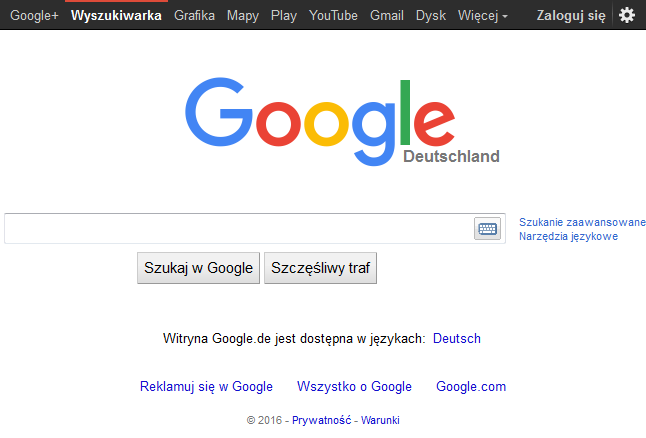 Google+ Wyszukiwarka Grafika Mapy Play YouTube Gmail Dysk Więcej Zaloguj się
Google
Deutschland
Szukanie zaawansowane
Narzędzia językowe
Szukaj w Google Szczęśliwy traf
Witryna Google.de jest dostępna w językach: Deutsch
Reklamuj się w Google Wszystko o Google Google.com
© 2016 - Prywatność - Warunki